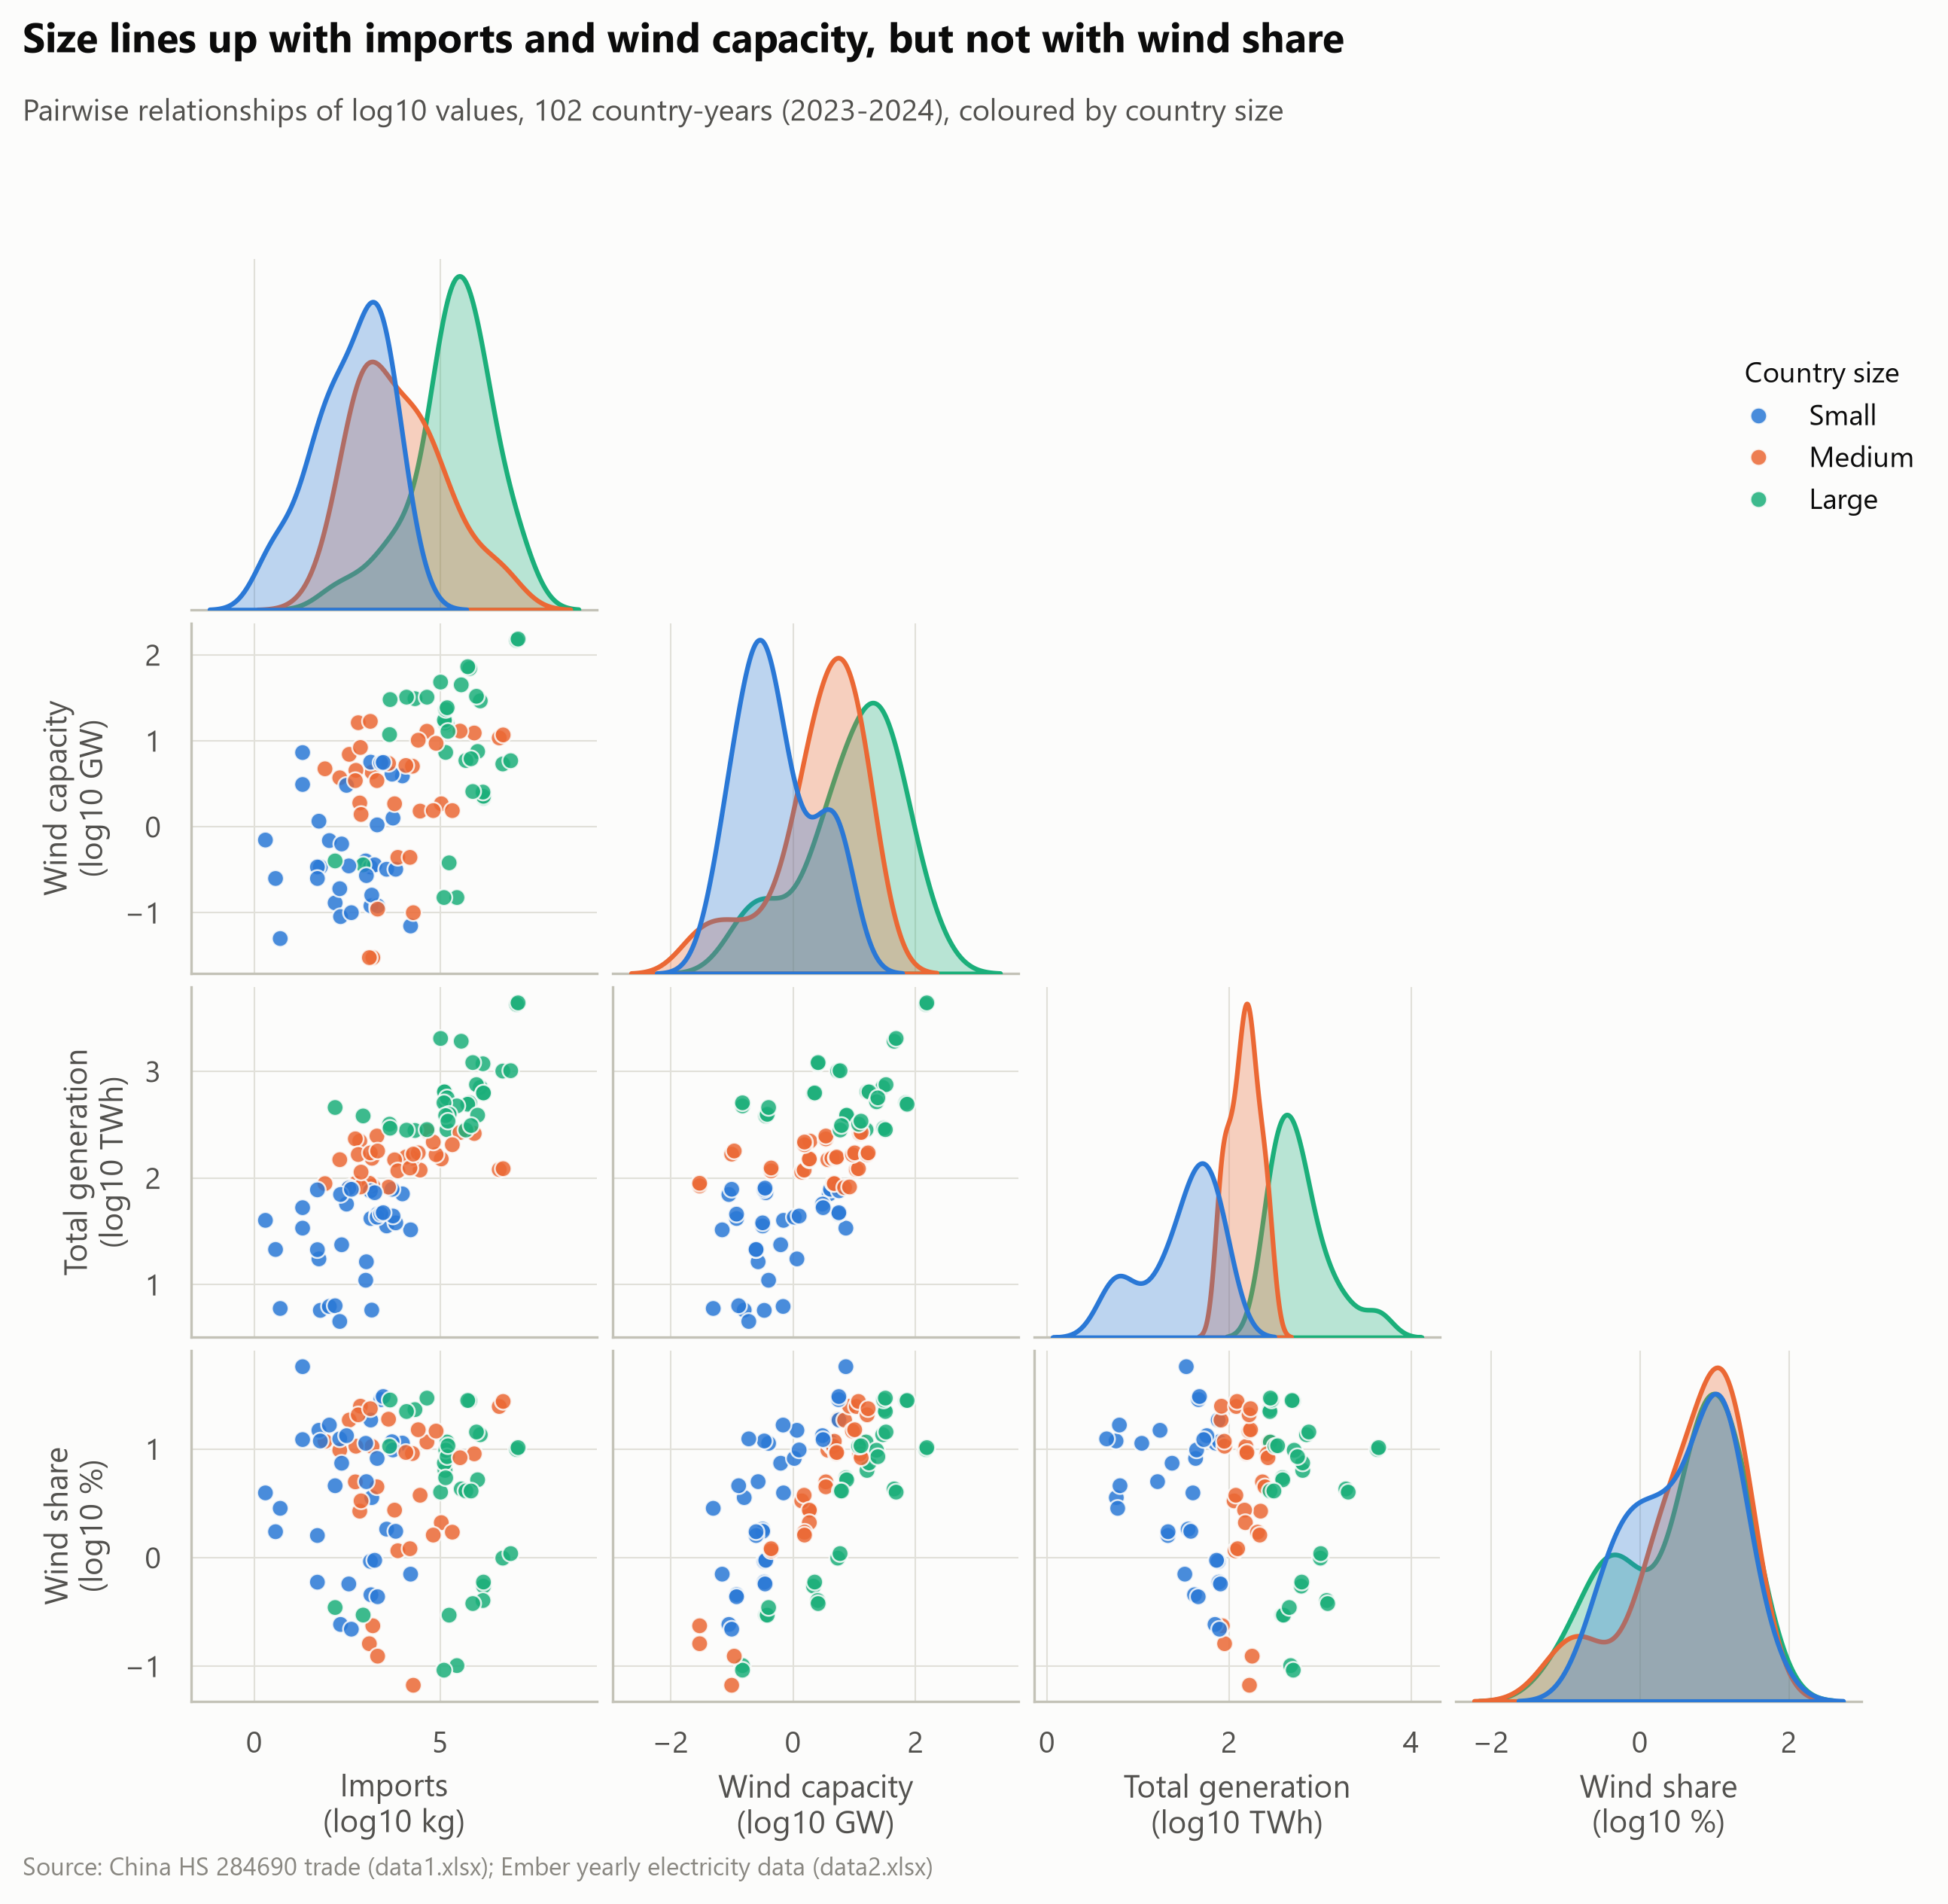 Size lines up with imports and wind capacity, but not with wind share
Pairwise relationships of log10 values, 102 country-years (2023-2024), coloured by country size
Country size
Small
Medium
Large
Wind capacity
(log10 GW)
2
1
0
−1
Total generation
(log10 TWh)
3
2
1
Wind share
(log10 %)
1
0
−1
0
5
−2
0
2
0
2
4
−2
0
2
Imports
(log10 kg)
Wind capacity
(log10 GW)
Total generation
(log10 TWh)
Wind share
(log10 %)
Source: China HS 284690 trade (data1.xlsx); Ember yearly electricity data (data2.xlsx)